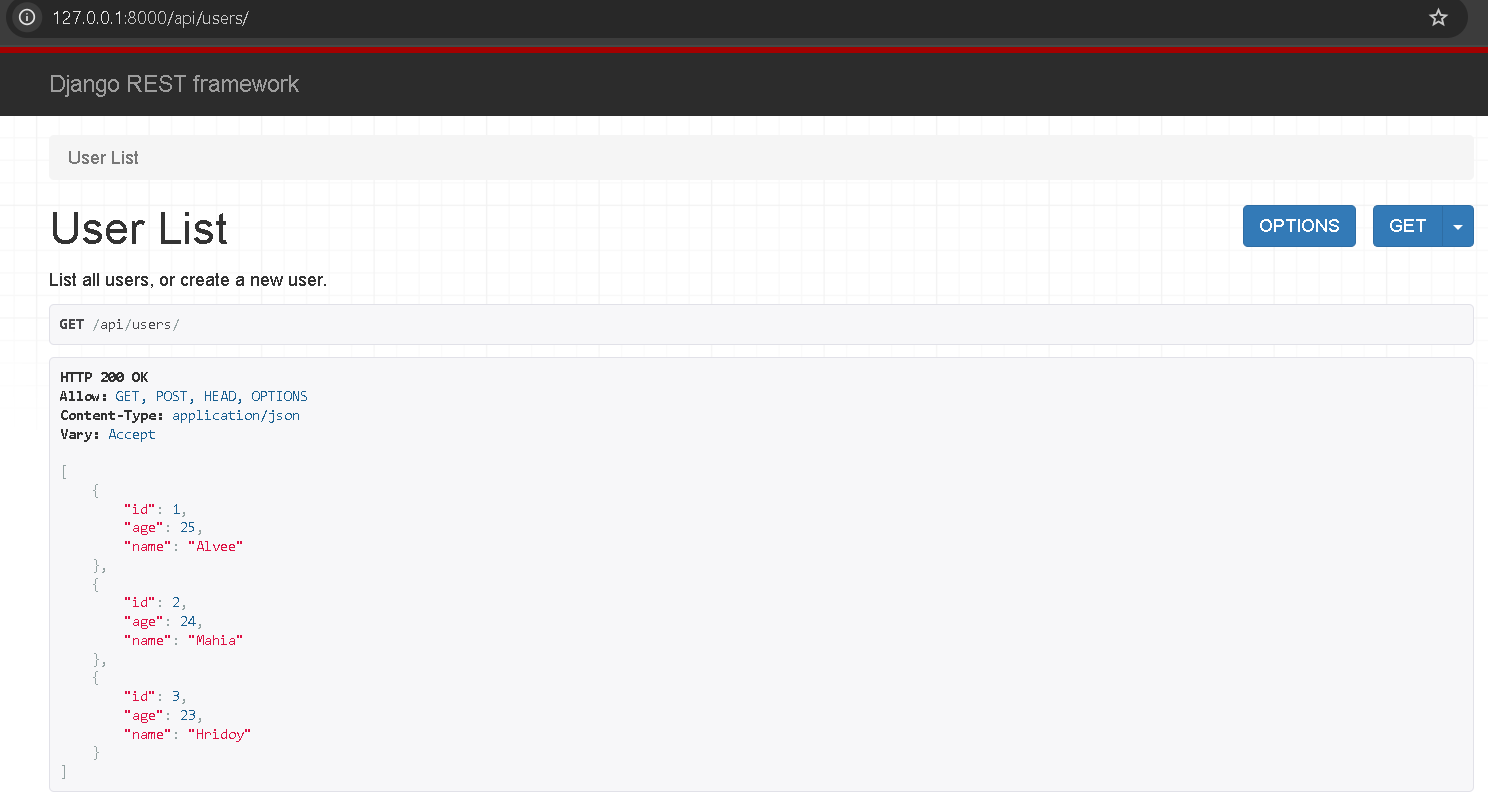 127.0.0.1:8000/api/users/
Django REST framework
User List
User List
OPTIONS
GET
List all users, or create a new user.
GET /api/users/
HTTP 200 OK
Allow: GET, POST, HEAD, OPTIONS
Content-Type: application/json
Vary: Accept
[
    {
        "id": 1,
        "age": 25,
        "name": "Alvee"
    },
    {
        "id": 2,
        "age": 24,
        "name": "Mahia"
    },
    {
        "id": 3,
        "age": 23,
        "name": "Hridoy"
    }
]